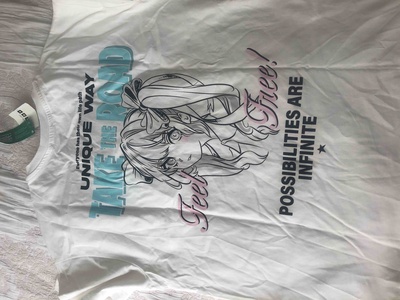 UNIQUE WAY
TAKE THE ROAD
Feel
Free!
POSSIBILITIES ARE
INFINITE